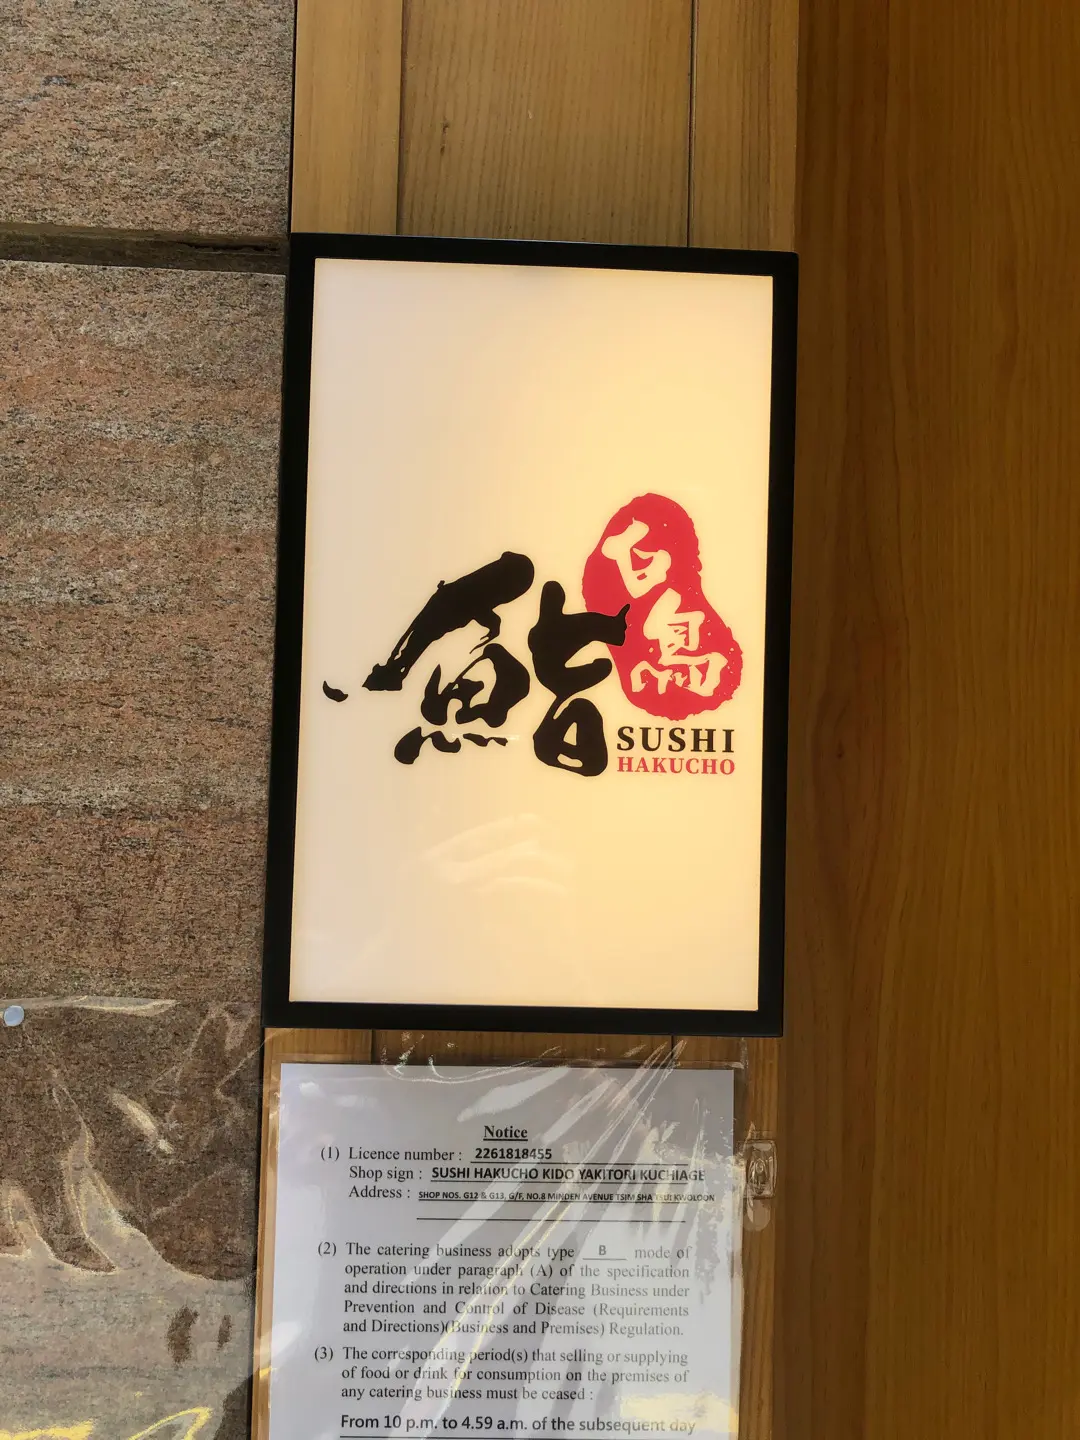 鮨
白鳥
SUSHI
HAKUCHO
Notice
(1) Licence number : 2261818455
Shop sign : SUSHI HAKUCHO KIDO YAKITORI KUCHIAGE
Address : SHOP NOS. G12 & G13, G/F, NO.8 MINDEN AVENUE TSIM SHA TSUI KWOLOON
(2) The catering business adopts type B mode of
operation under paragraph (A) of the specification
and directions in relation to Catering Business under
Prevention and Control of Disease (Requirements
and Directions)(Business and Premises) Regulation.
(3) The corresponding period(s) that selling or supplying
of food or drink for consumption on the premises of
any catering business must be ceased :
From 10 p.m. to 4.59 a.m. of the subsequent day